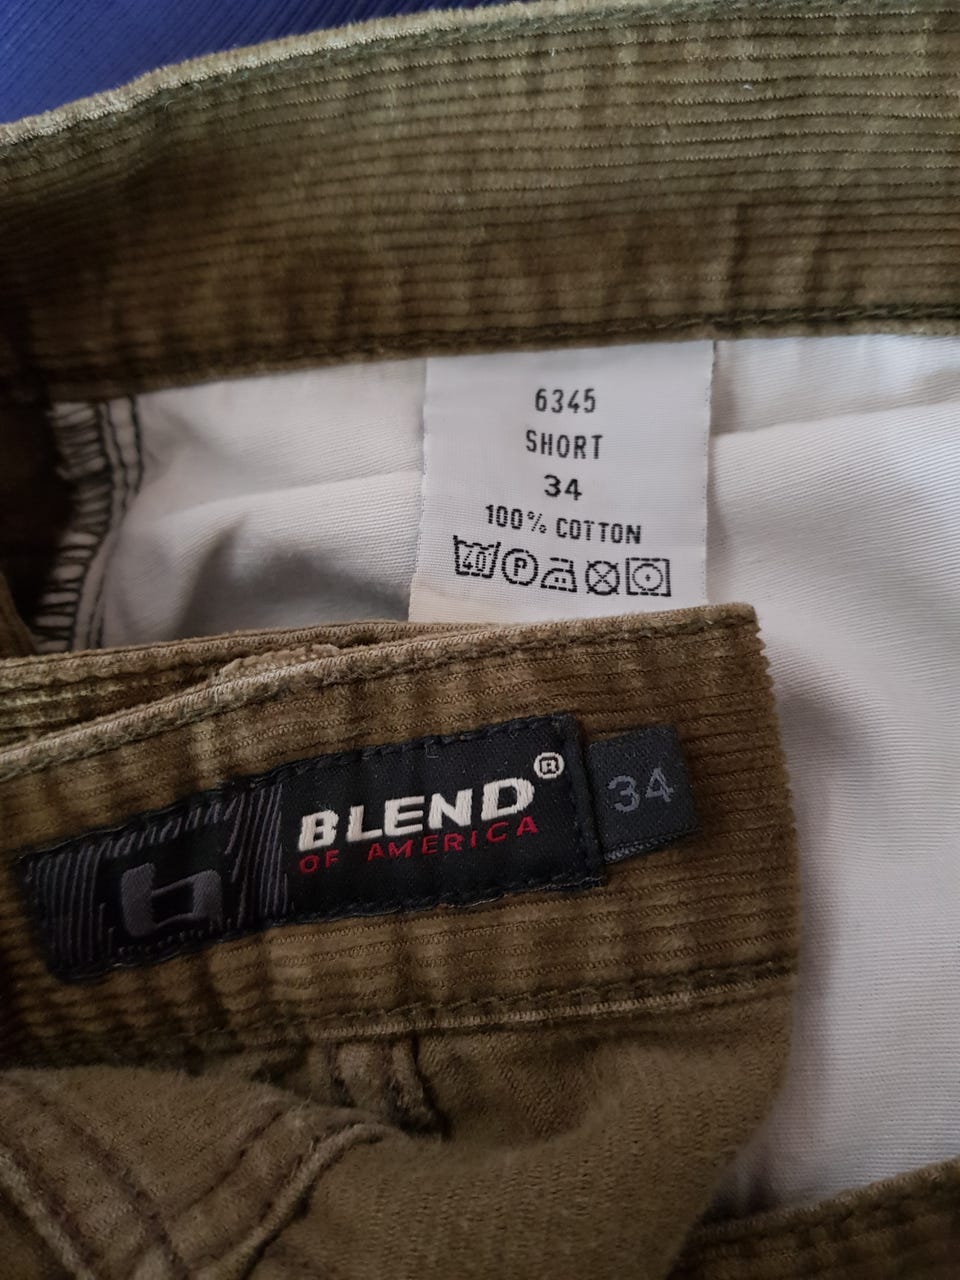 6345
SHORT
34
100% COTTON
40 P
BLEND®
OF AMERICA
34
b